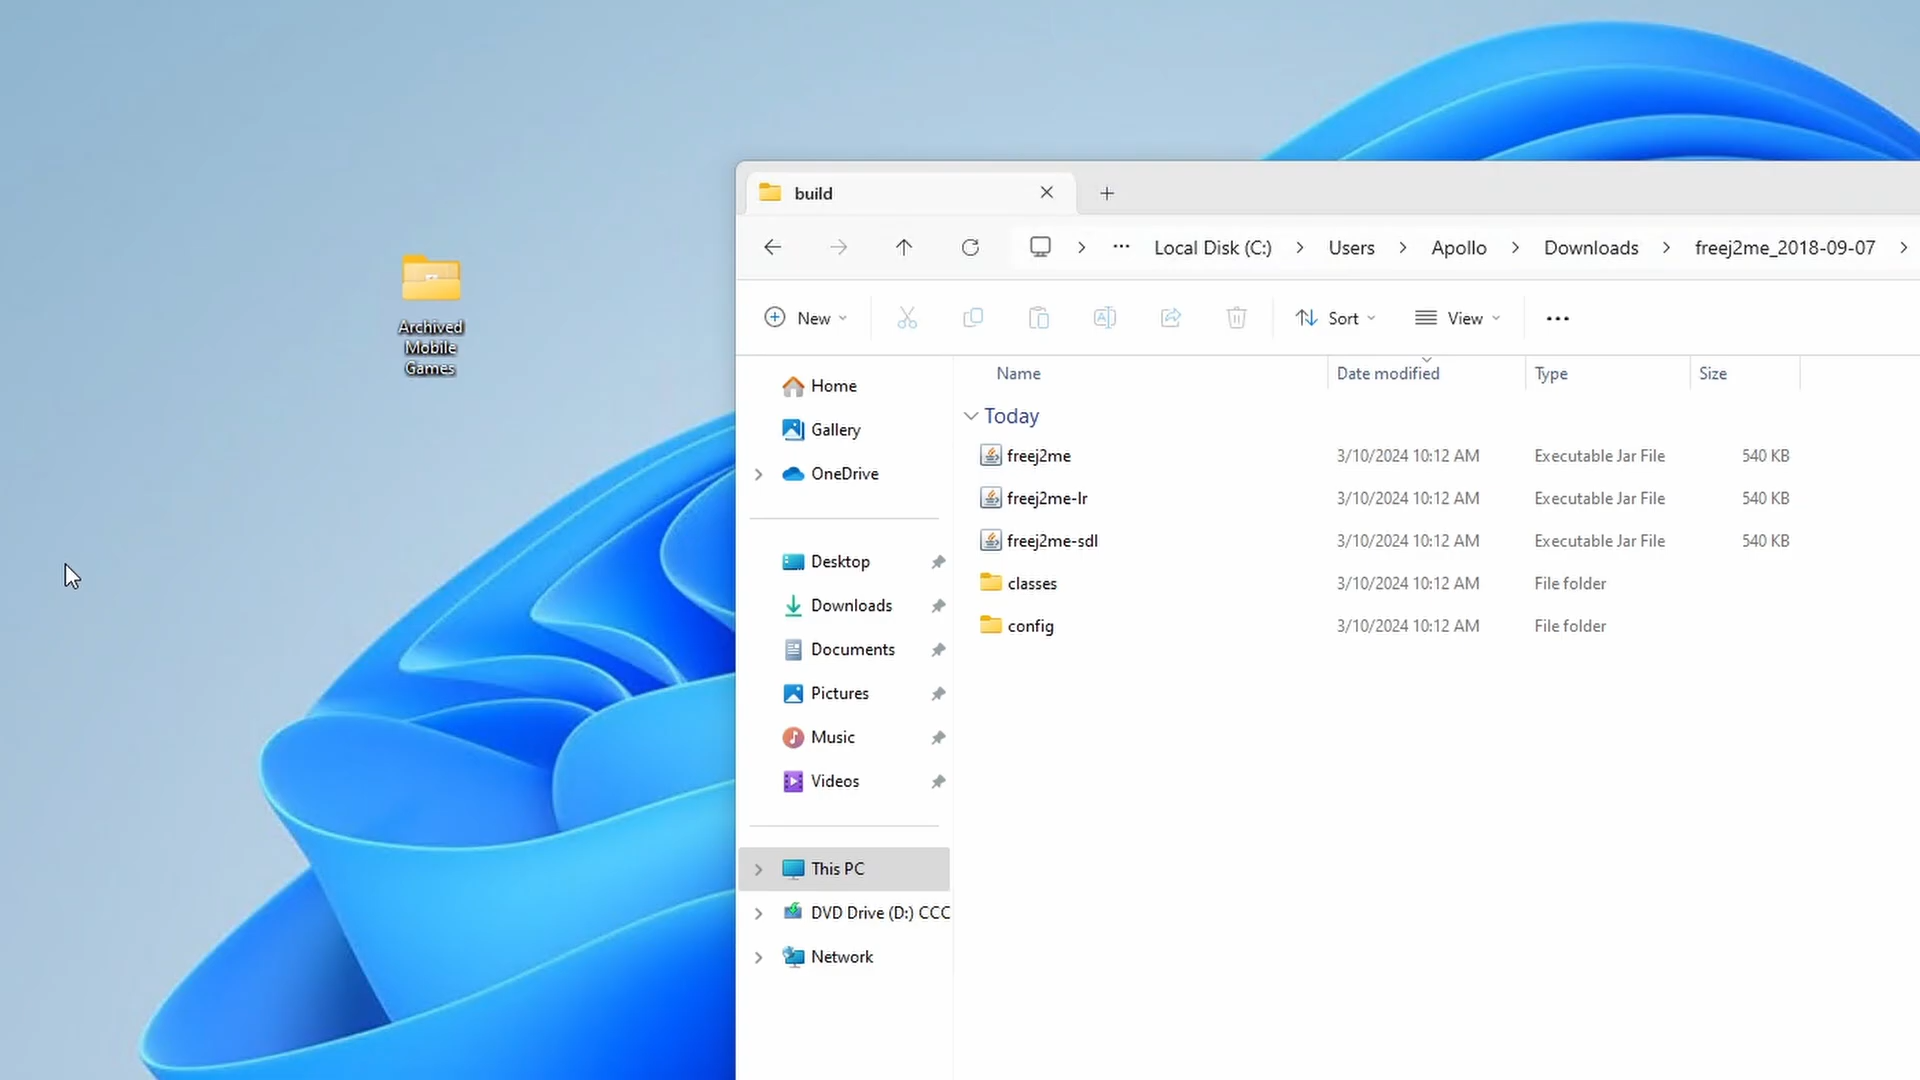 Archived
Mobile
Games
build
Local Disk (C:) Users Apollo Downloads freej2me_2018-09-07
New Sort View
Name Date modified Type Size
Today
freej2me 3/10/2024 10:12 AM Executable Jar File 540 KB
freej2me-lr 3/10/2024 10:12 AM Executable Jar File 540 KB
freej2me-sdl 3/10/2024 10:12 AM Executable Jar File 540 KB
classes 3/10/2024 10:12 AM File folder
config 3/10/2024 10:12 AM File folder
Home
Gallery
OneDrive
Desktop
Downloads
Documents
Pictures
Music
Videos
This PC
DVD Drive (D:) CCC
Network